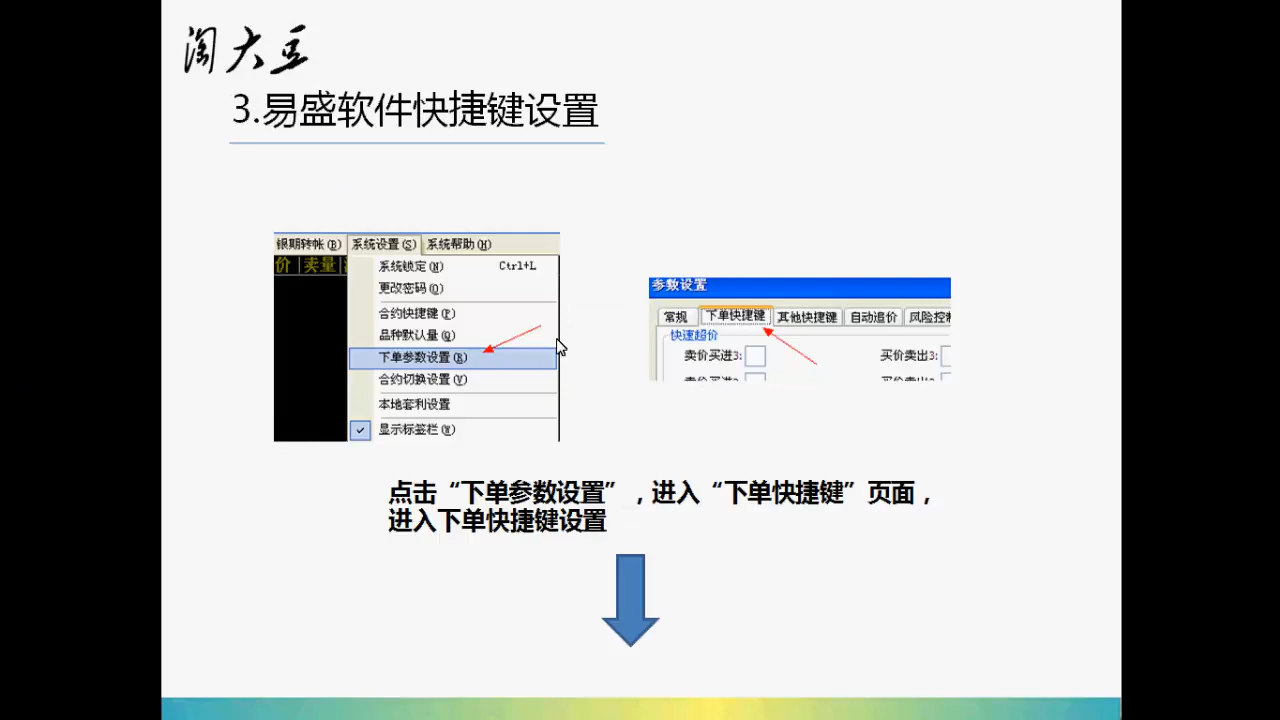 淘大豆
3.易盛软件快捷键设置
银期转帐(B) 系统设置(S) 系统帮助(H)
价 卖量
系统锁定(N) Ctrl+L
更改密码(Q)
合约快捷键(F)
品种默认量(Q)
下单参数设置(R)
合约切换设置(Y)
本地套利设置
显示标签栏(W)
参数设置
常规 下单快捷键 其他快捷键 自动追价 风险控制
快速超价
卖价买进3: 买价卖出3:
点击“下单参数设置”，进入“下单快捷键”页面，
进入下单快捷键设置